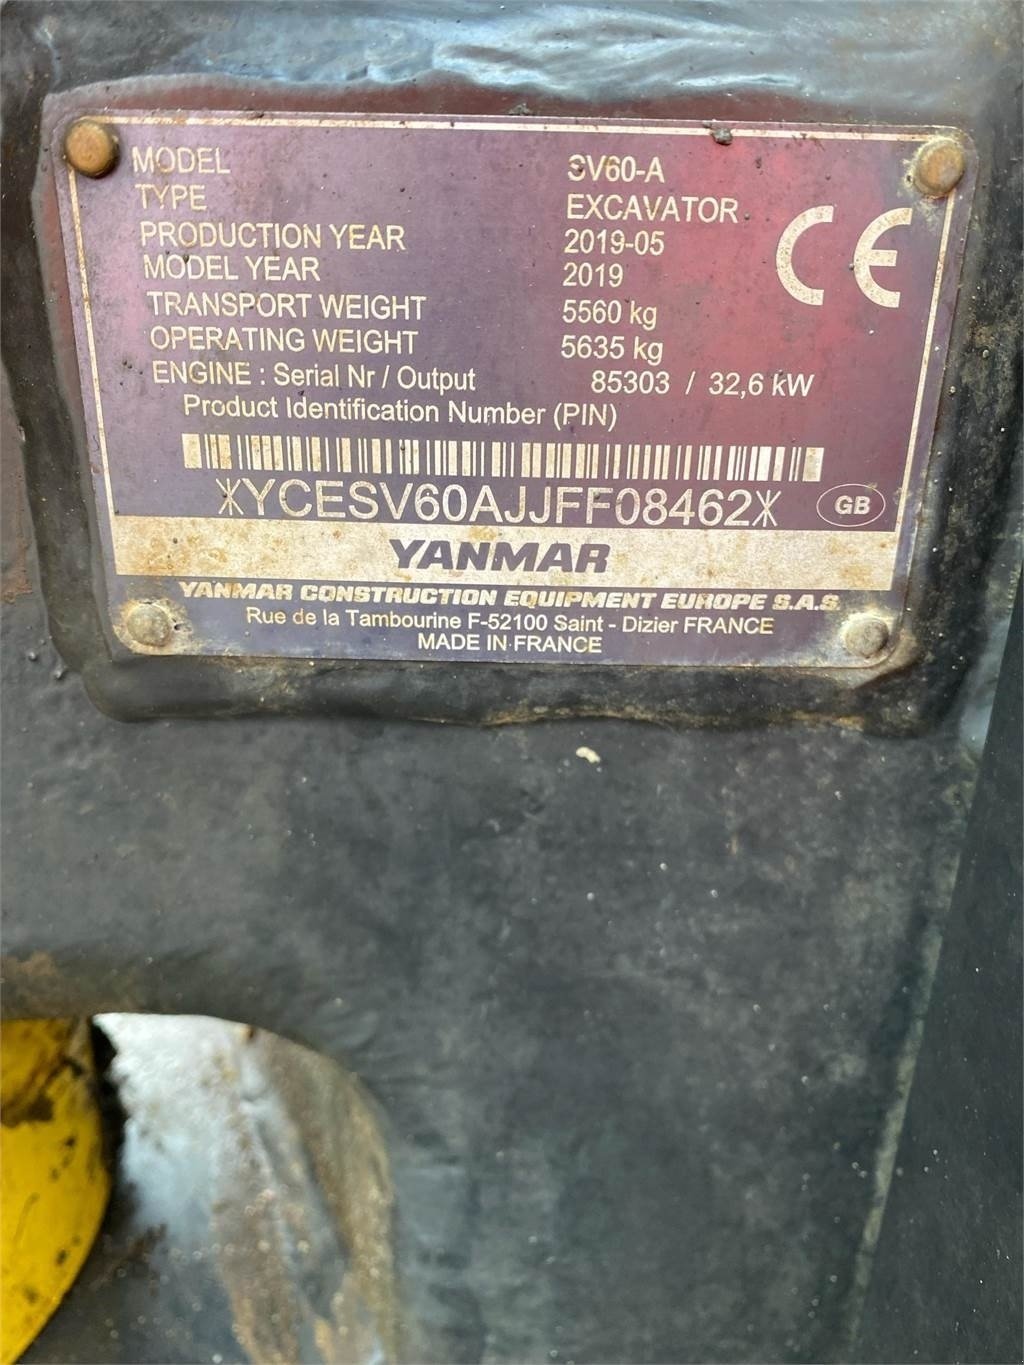 MODEL SV60-A
TYPE EXCAVATOR
PRODUCTION YEAR 2019-05
MODEL YEAR 2019
TRANSPORT WEIGHT 5560 kg
OPERATING WEIGHT 5635 kg
ENGINE : Serial Nr / Output 85303 / 32,6 kW
Product Identification Number (PIN)
*YCESV60AJJFF08462*
CE
GB
YANMAR
YANMAR CONSTRUCTION EQUIPMENT EUROPE S.A.S.
Rue de la Tambourine F-52100 Saint - Dizier FRANCE
MADE IN FRANCE